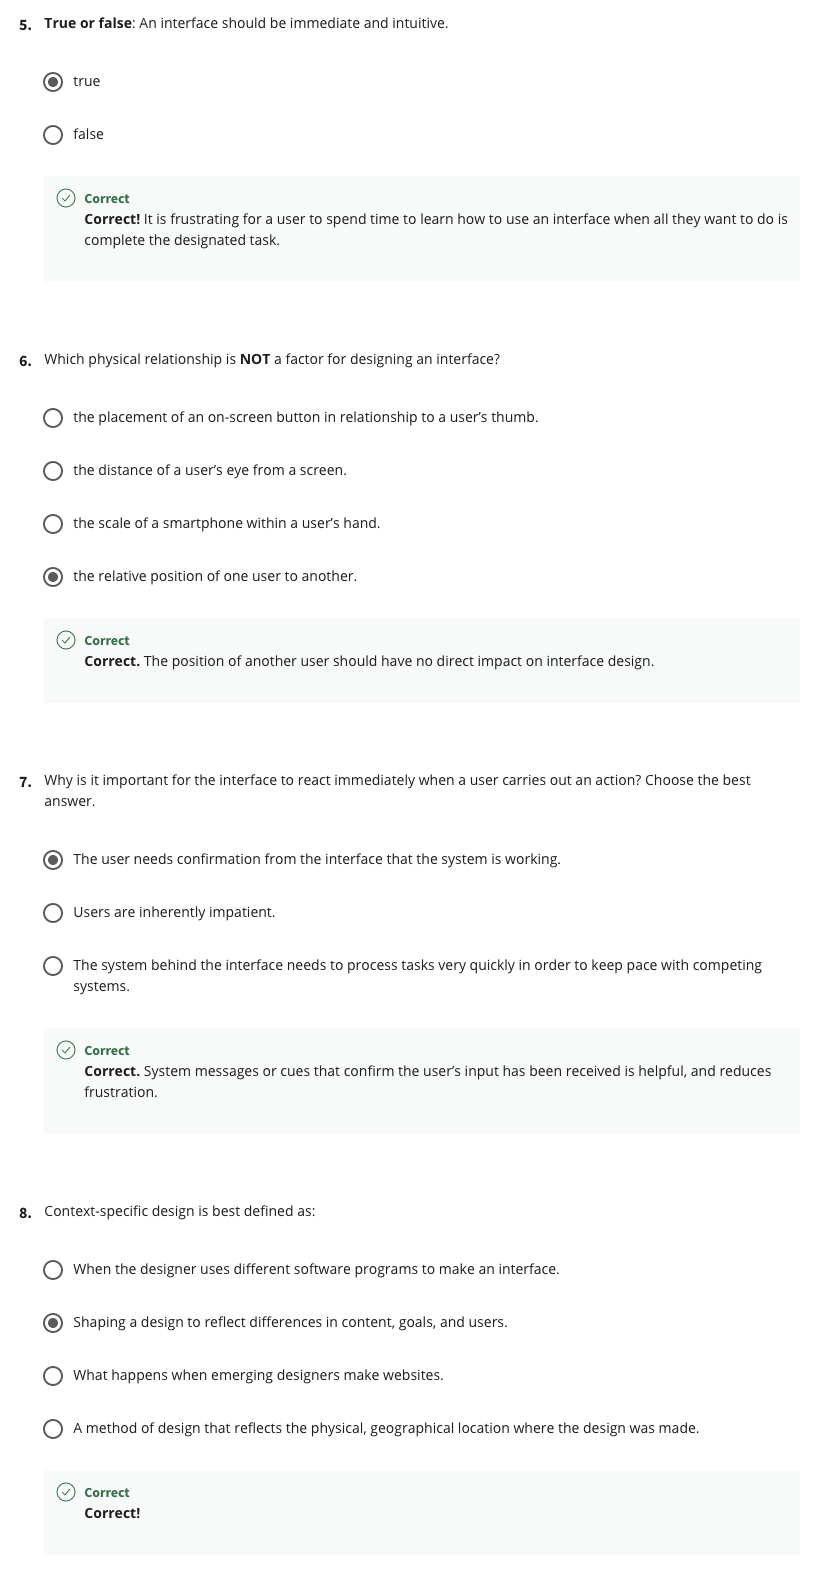 5. True or false: An interface should be immediate and intuitive.
true
false
Correct
Correct! It is frustrating for a user to spend time to learn how to use an interface when all they want to do is
complete the designated task.
6. Which physical relationship is NOT a factor for designing an interface?
the placement of an on-screen button in relationship to a user's thumb.
the distance of a user's eye from a screen.
the scale of a smartphone within a user's hand.
the relative position of one user to another.
Correct
Correct. The position of another user should have no direct impact on interface design.
7. Why is it important for the interface to react immediately when a user carries out an action? Choose the best
answer.
The user needs confirmation from the interface that the system is working.
Users are inherently impatient.
The system behind the interface needs to process tasks very quickly in order to keep pace with competing
systems.
Correct
Correct. System messages or cues that confirm the user's input has been received is helpful, and reduces
frustration.
8. Context-specific design is best defined as:
When the designer uses different software programs to make an interface.
Shaping a design to reflect differences in content, goals, and users.
What happens when emerging designers make websites.
A method of design that reflects the physical, geographical location where the design was made.
Correct
Correct!